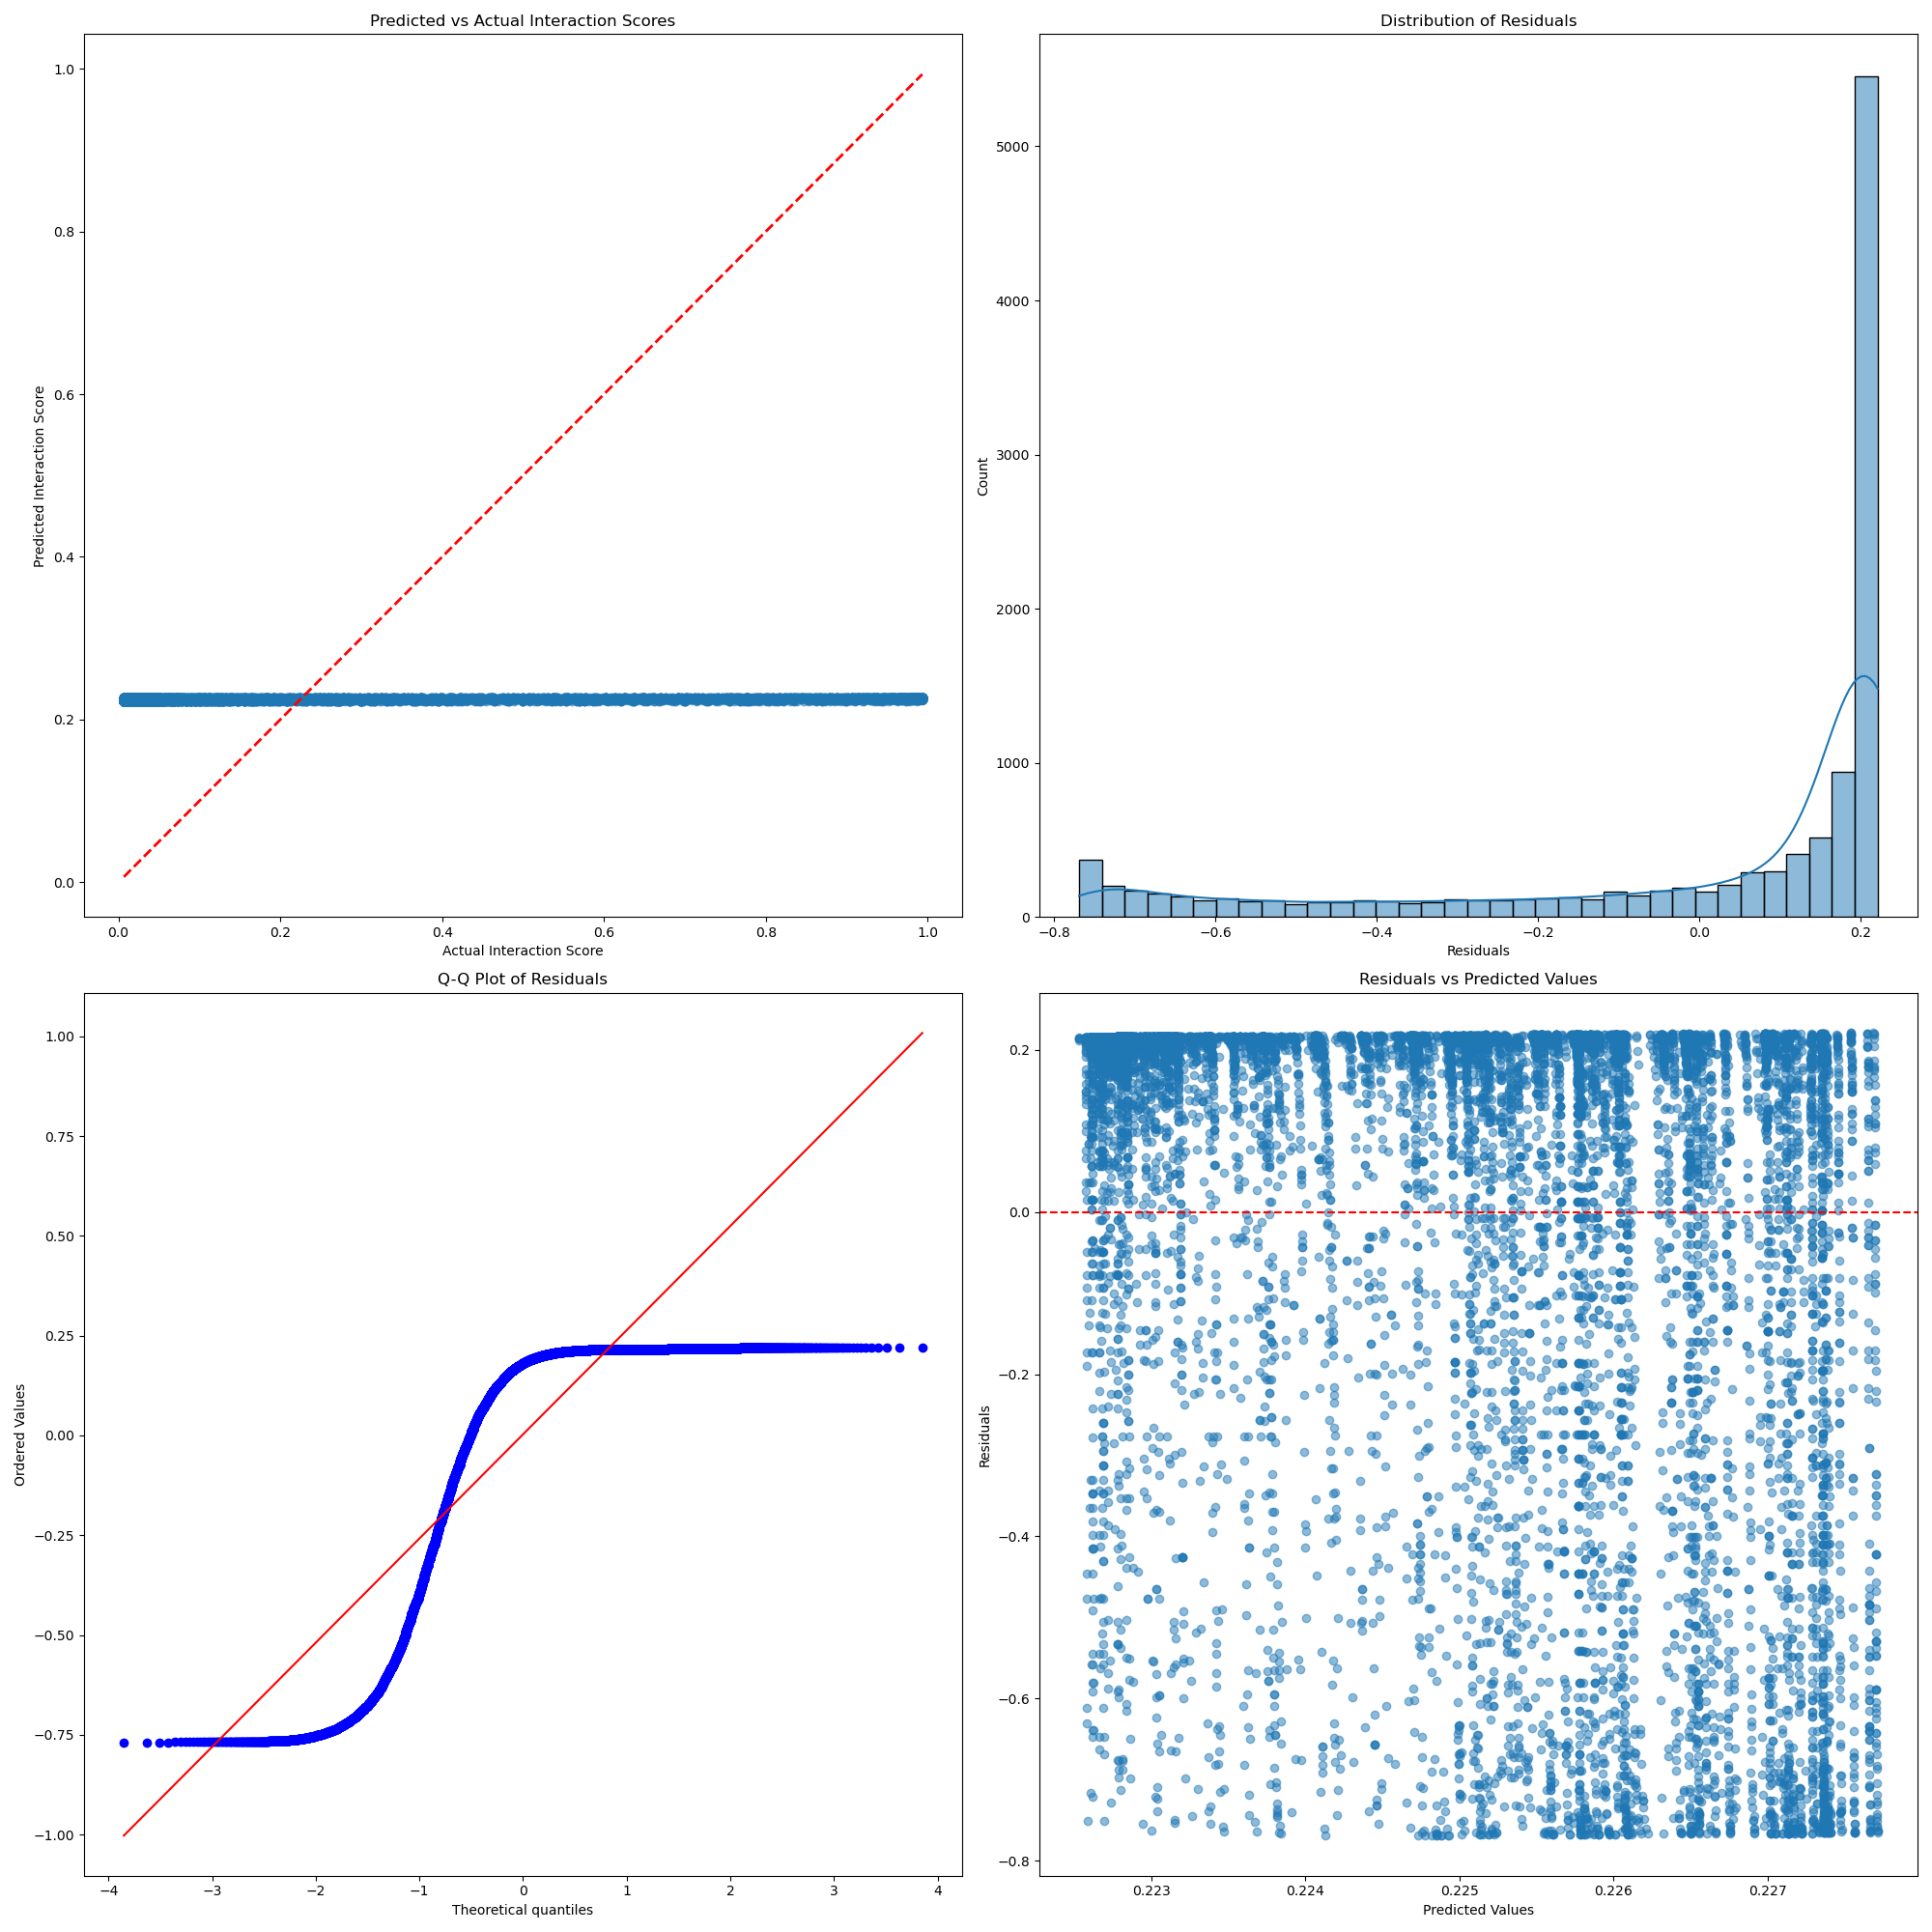 Predicted vs Actual Interaction Scores
1.0
0.8
0.6
0.4
0.2
0.0
Predicted Interaction Score
0.0 0.2 0.4 0.6 0.8 1.0
Actual Interaction Score
Distribution of Residuals
5000
4000
3000
2000
1000
0
Count
−0.8 −0.6 −0.4 −0.2 0.0 0.2
Residuals
Q-Q Plot of Residuals
1.00
0.75
0.50
0.25
0.00
−0.25
−0.50
−0.75
−1.00
Ordered Values
−4 −3 −2 −1 0 1 2 3 4
Theoretical quantiles
Residuals vs Predicted Values
0.2
0.0
−0.2
−0.4
−0.6
−0.8
Residuals
0.223 0.224 0.225 0.226 0.227
Predicted Values